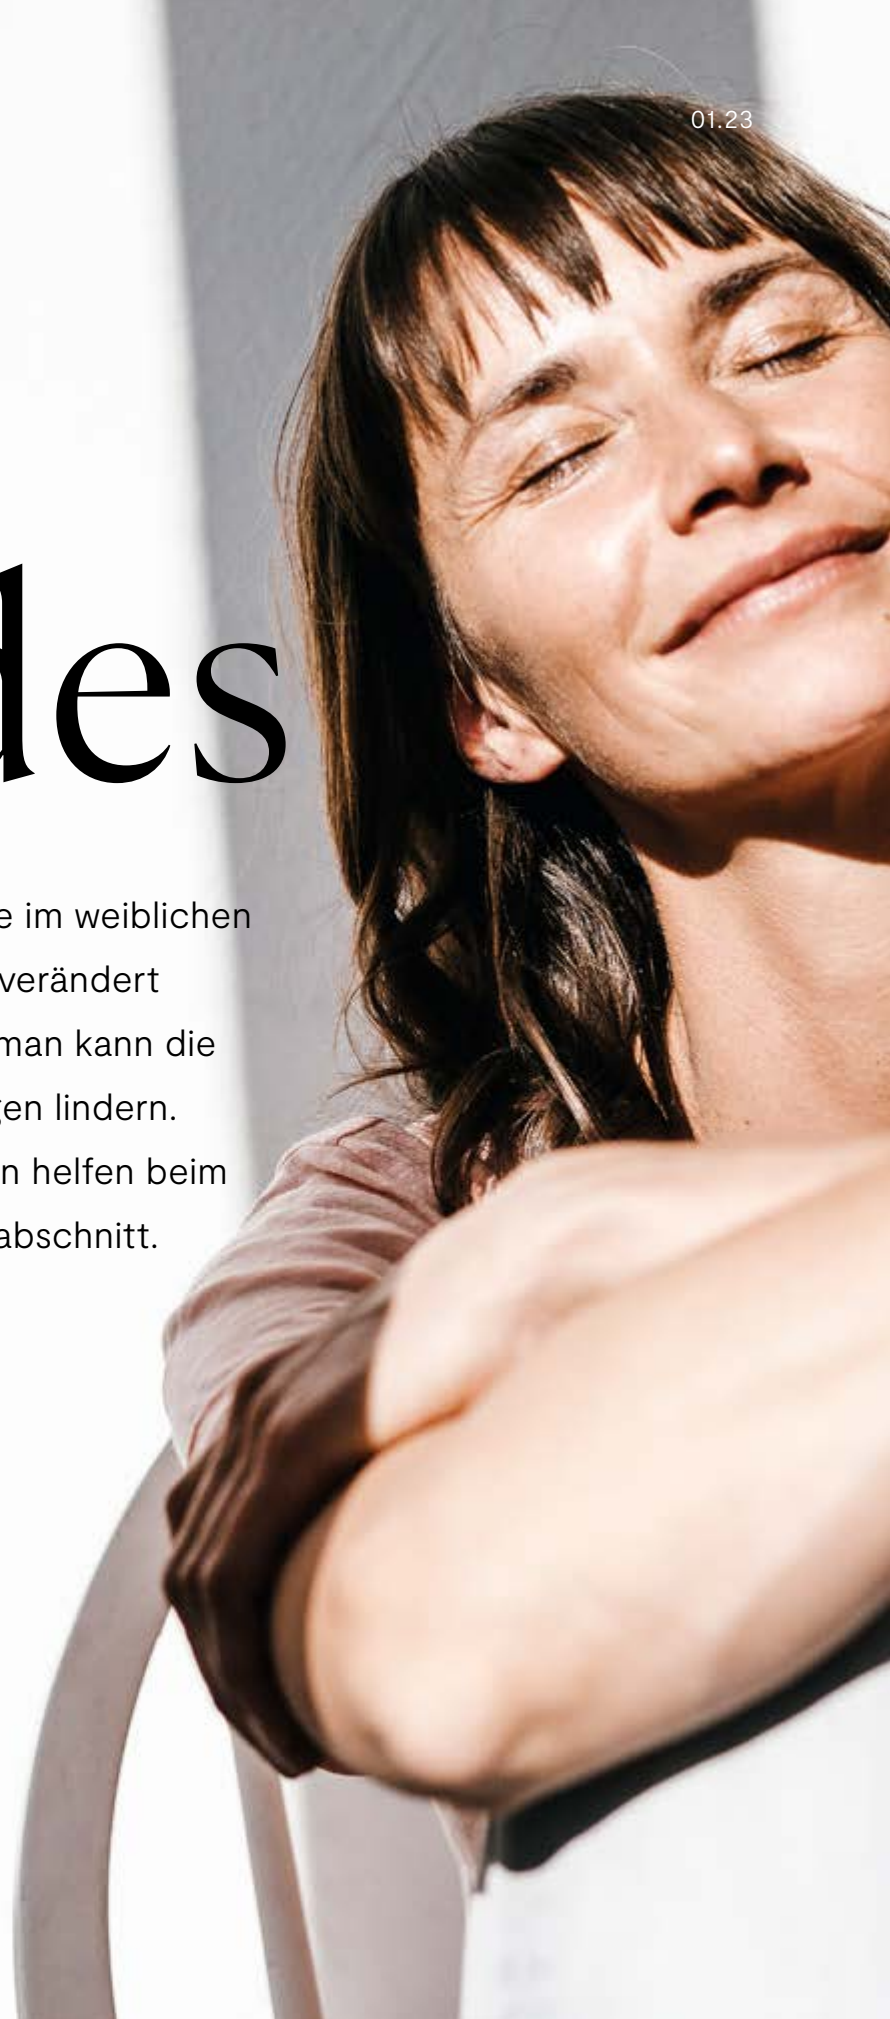 01.23
des
e im weiblichen
verändert
man kann die
gen lindern.
n helfen beim
abschnitt.